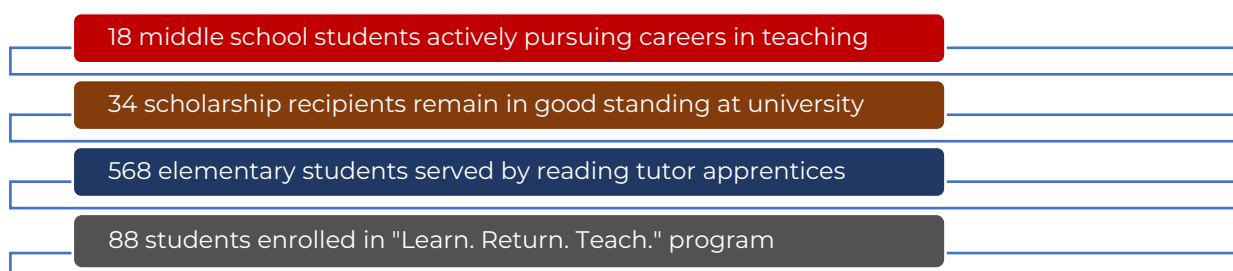 18 middle school students actively pursuing careers in teaching
34 scholarship recipients remain in good standing at university
568 elementary students served by reading tutor apprentices
88 students enrolled in "Learn. Return. Teach." program